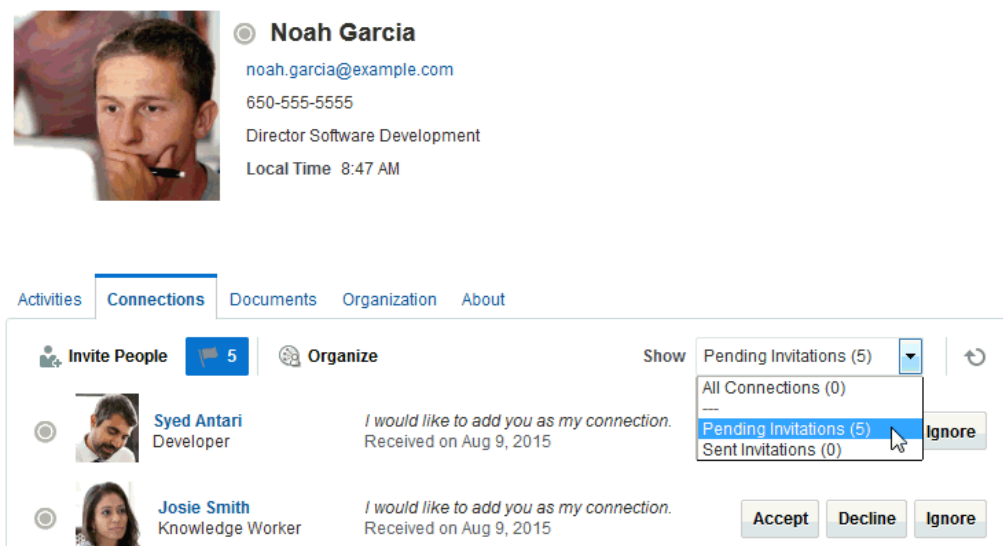 Noah Garcia
noah.garcia@example.com
650-555-5555
Director Software Development
Local Time 8:47 AM
Activities Connections Documents Organization About
Invite People 5 Organize Show Pending Invitations (5)
All Connections (0)
---
Pending Invitations (5)
Sent Invitations (0)
Syed Antari I would like to add you as my connection.
Developer Received on Aug 9, 2015 Ignore
Josie Smith I would like to add you as my connection.
Knowledge Worker Received on Aug 9, 2015 Accept Decline Ignore